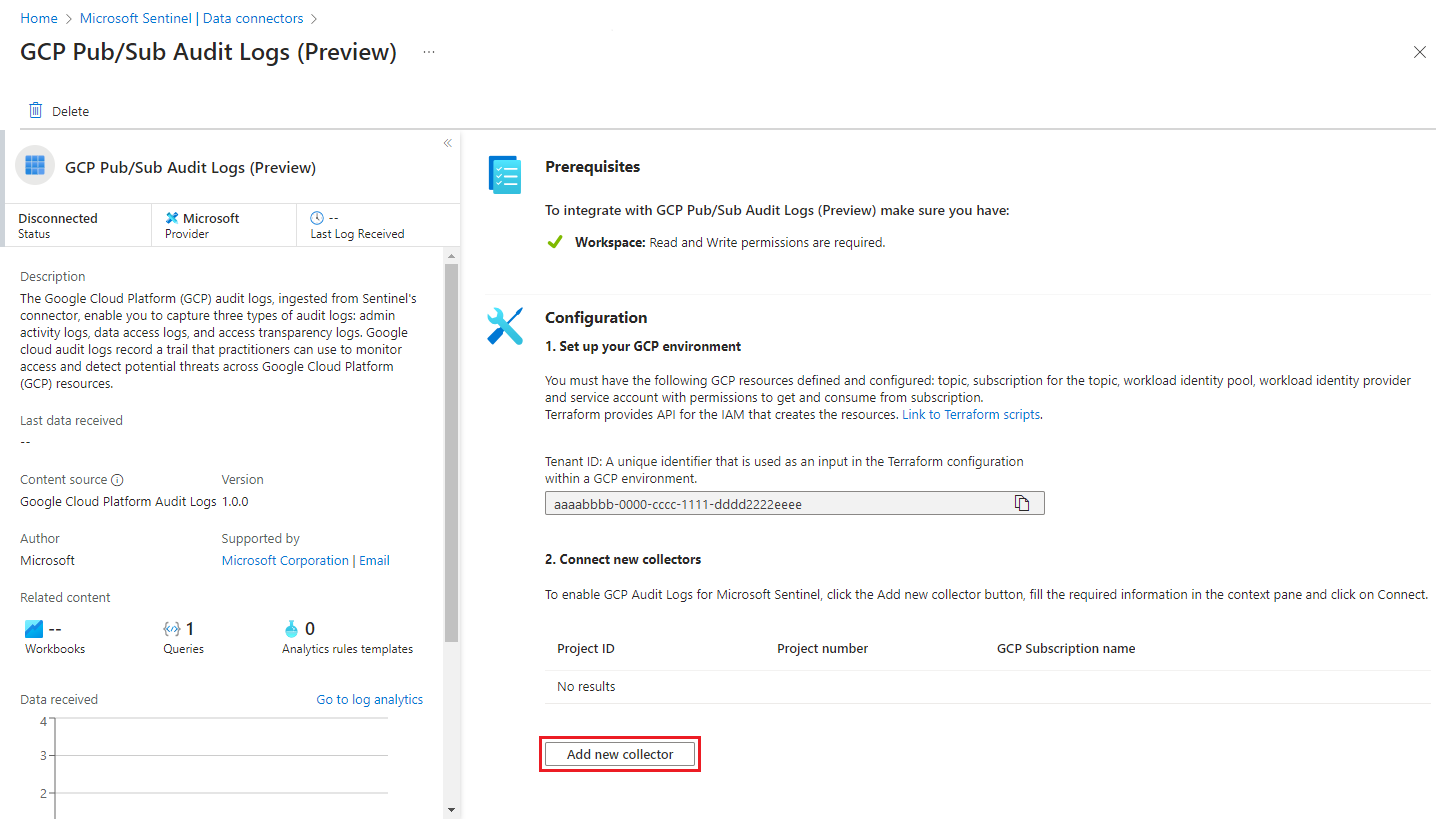 Home > Microsoft Sentinel | Data connectors >
GCP Pub/Sub Audit Logs (Preview) ...
Delete
«
GCP Pub/Sub Audit Logs (Preview)
Disconnected
Status
Microsoft
Provider
--
Last Log Received
Description
The Google Cloud Platform (GCP) audit logs, ingested from Sentinel's
connector, enable you to capture three types of audit logs: admin
activity logs, data access logs, and access transparency logs. Google
cloud audit logs record a trail that practitioners can use to monitor
access and detect potential threats across Google Cloud Platform
(GCP) resources.
Last data received
--
Content source
Version
Google Cloud Platform Audit Logs
1.0.0
Author
Supported by
Microsoft
Microsoft Corporation | Email
Related content
--
Workbooks
1
Queries
0
Analytics rules templates
Data received
Go to log analytics
4
3
2
Prerequisites
To integrate with GCP Pub/Sub Audit Logs (Preview) make sure you have:
Workspace: Read and Write permissions are required.
Configuration
1. Set up your GCP environment
You must have the following GCP resources defined and configured: topic, subscription for the topic, workload identity pool, workload identity provider
and service account with permissions to get and consume from subscription.
Terraform provides API for the IAM that creates the resources. Link to Terraform scripts.
Tenant ID: A unique identifier that is used as an input in the Terraform configuration
within a GCP environment.
aaaabbbb-0000-cccc-1111-dddd2222eeee
2. Connect new collectors
To enable GCP Audit Logs for Microsoft Sentinel, click the Add new collector button, fill the required information in the context pane and click on Connect.
Project ID
Project number
GCP Subscription name
No results
Add new collector